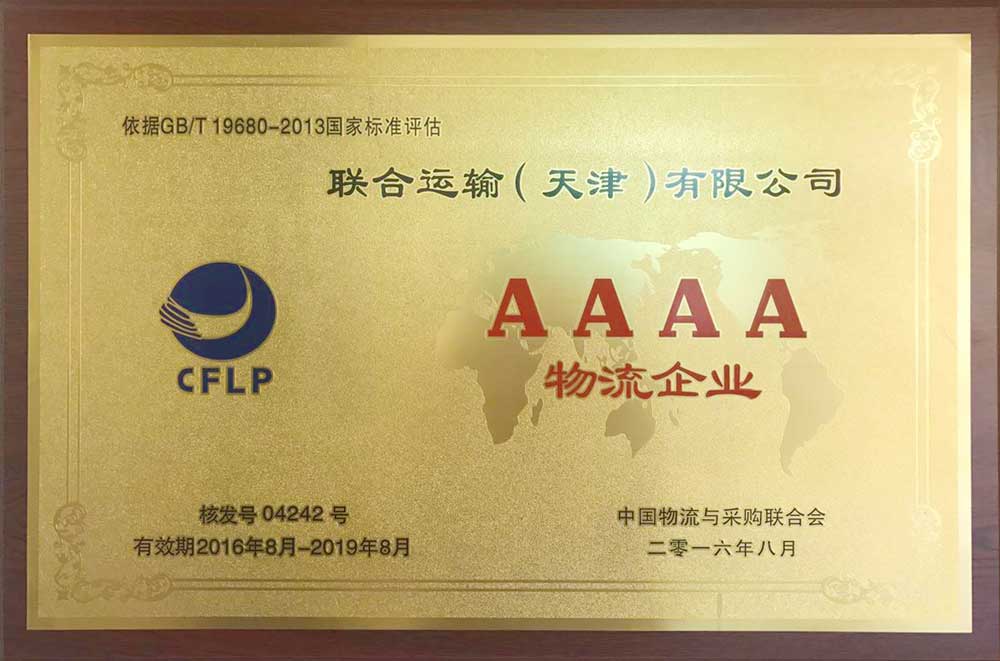 依据GB/T 19680-2013国家标准评估
联合运输(天津)有限公司
CFLP
AAAA
物流企业
核发号 04242 号
有效期2016年8月-2019年8月
中国物流与采购联合会
二零一六年八月